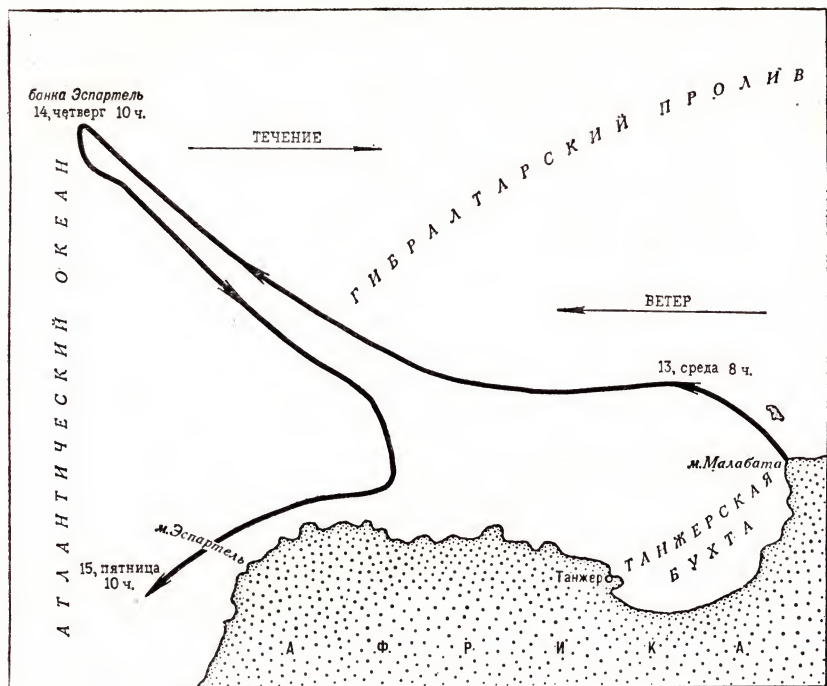 банка Эспартель
14, четверг 10 ч.
ТЕЧЕНИЕ
ГИБРАЛТАРСКИЙ ПРОЛИВ
АТЛАНТИЧЕСКИЙ ОКЕАН
ВЕТЕР
13, среда 8 ч.
м. Малабата
ТАНЖЕРСКАЯ
БУХТА
м. Эспартель
15, пятница
10 ч.
Танжер
АФРИКА